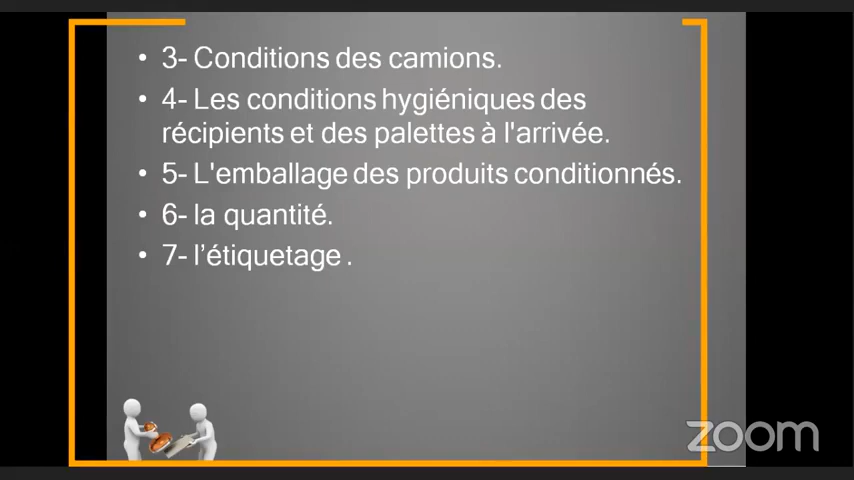 • 3- Conditions des camions.
• 4- Les conditions hygiéniques des
récipients et des palettes à l'arrivée.
• 5- L'emballage des produits conditionnés.
• 6- la quantité.
• 7- l’étiquetage .
zoom